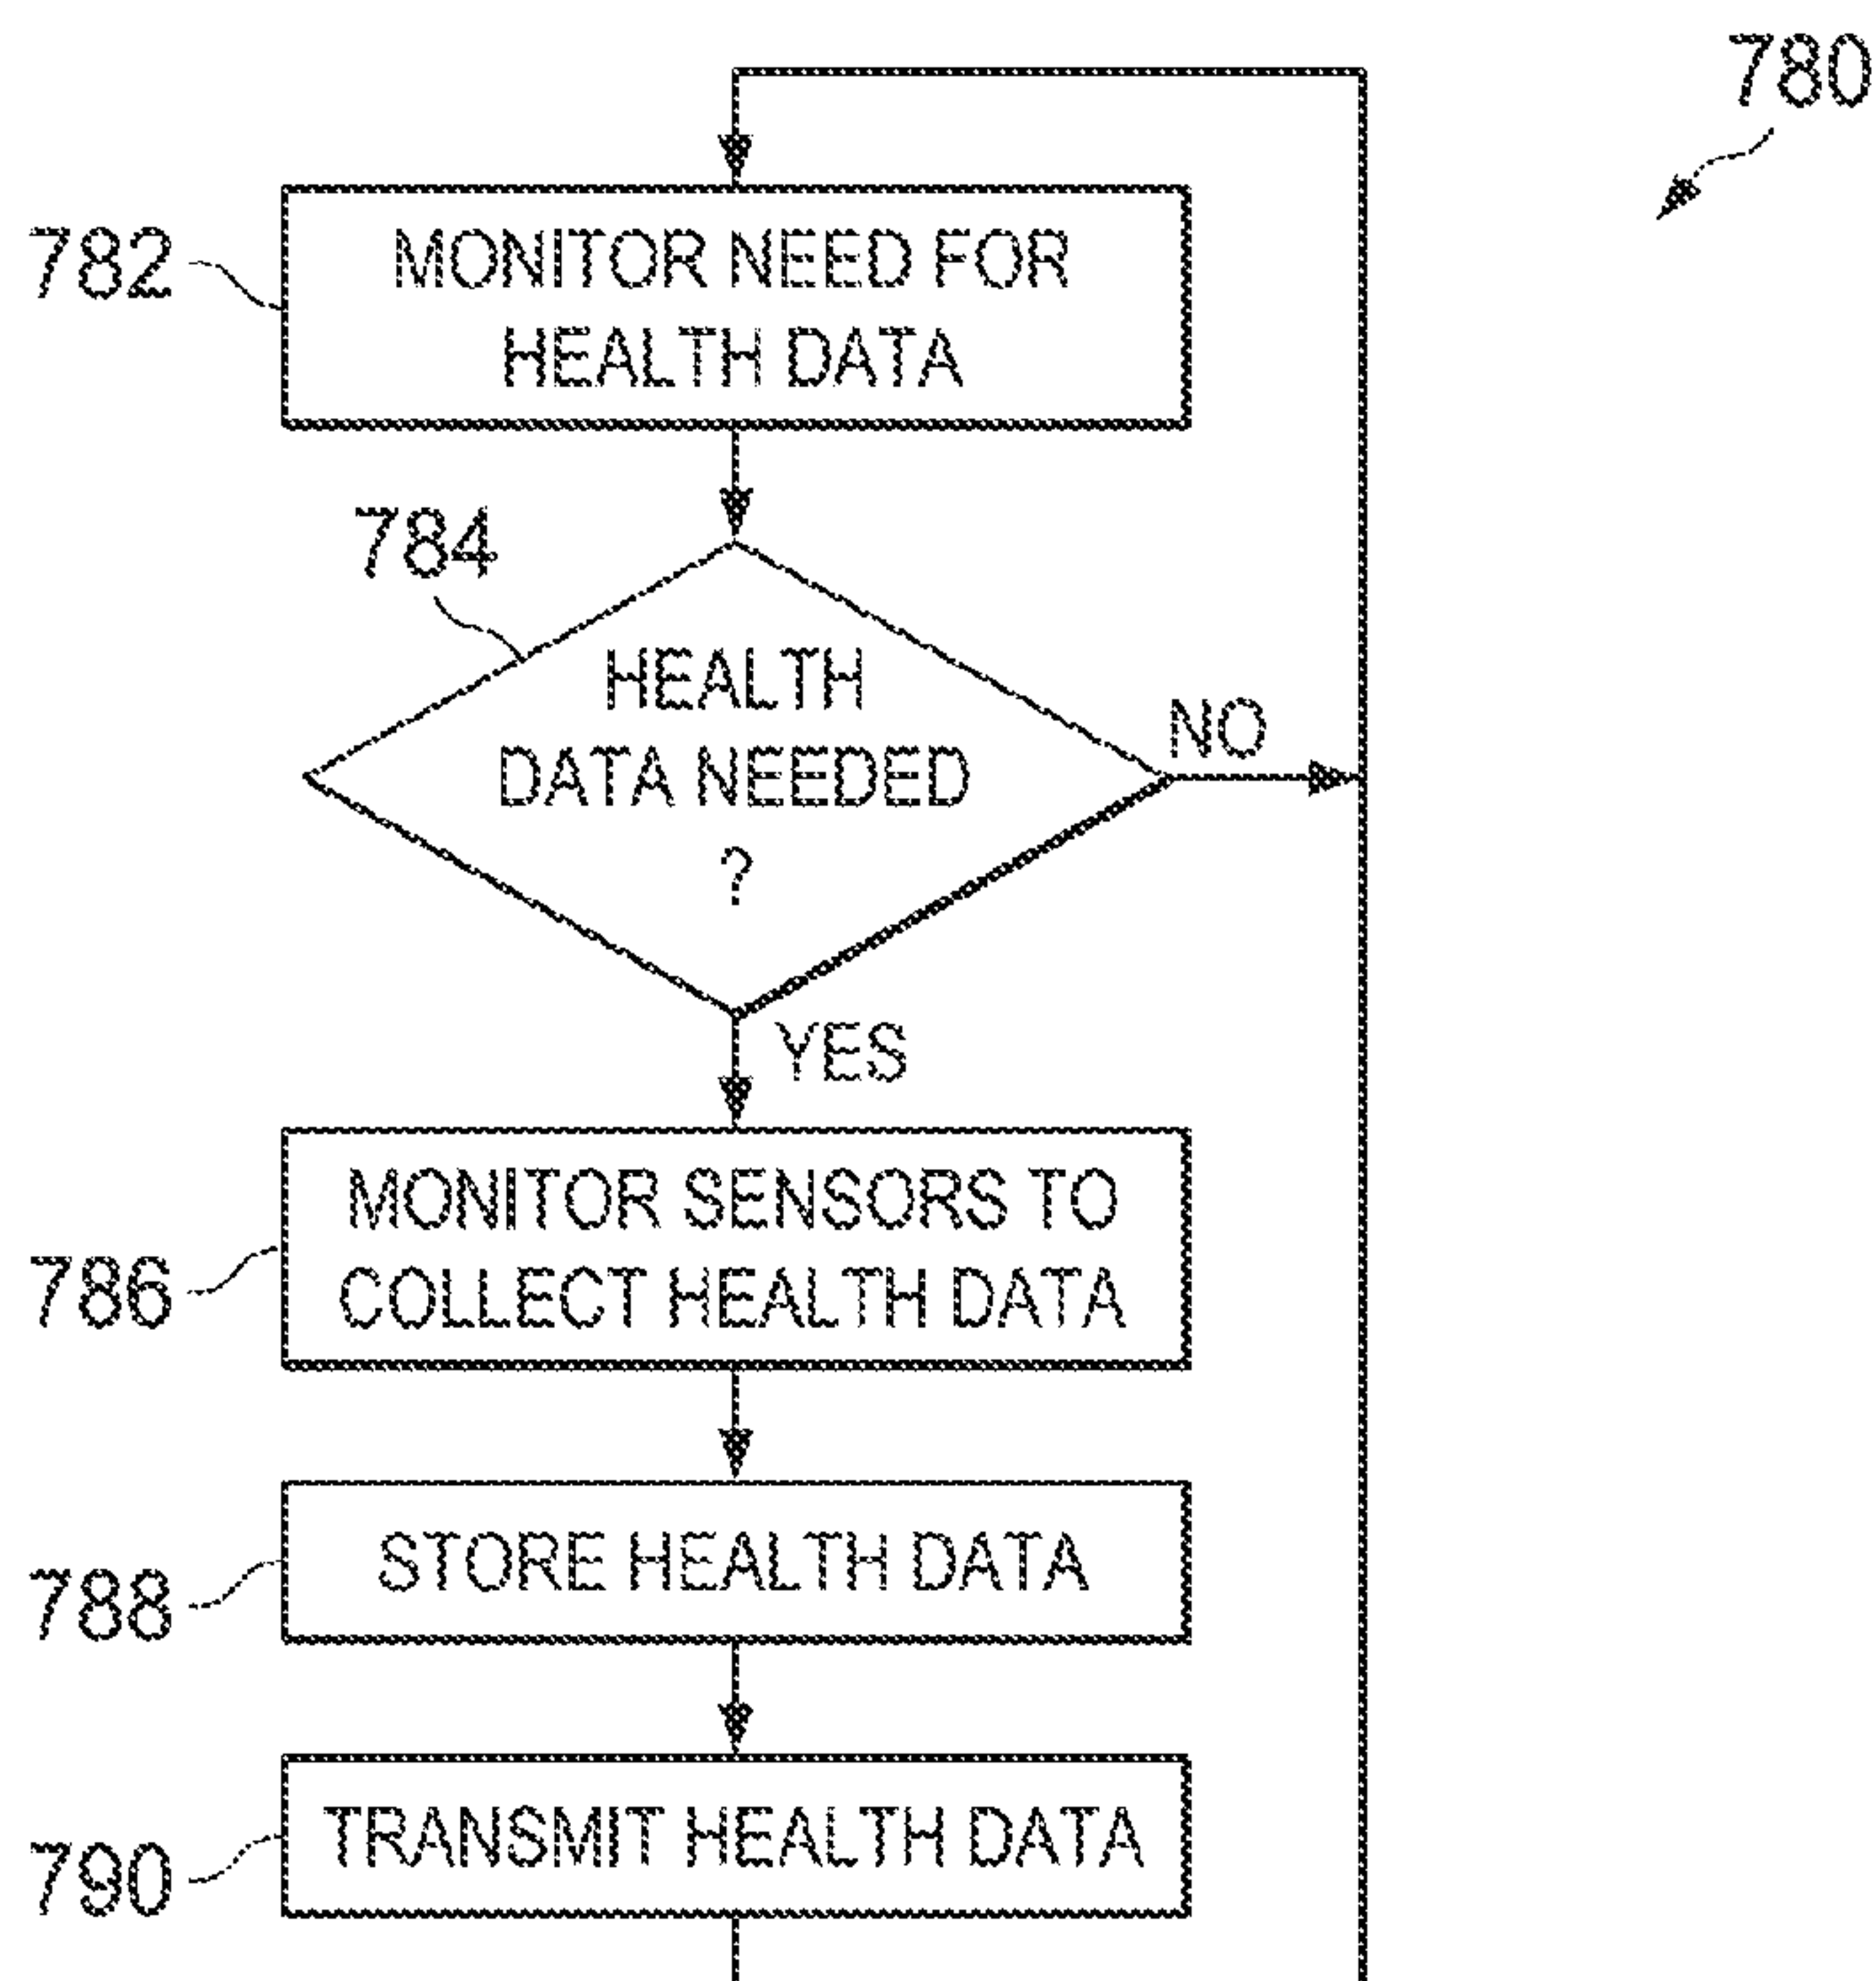 780
782
MONITOR NEED FOR
HEALTH DATA
784
HEALTH
DATA NEEDED
?
NO
YES
786
MONITOR SENSORS TO
COLLECT HEALTH DATA
788
STORE HEALTH DATA
790
TRANSMIT HEALTH DATA